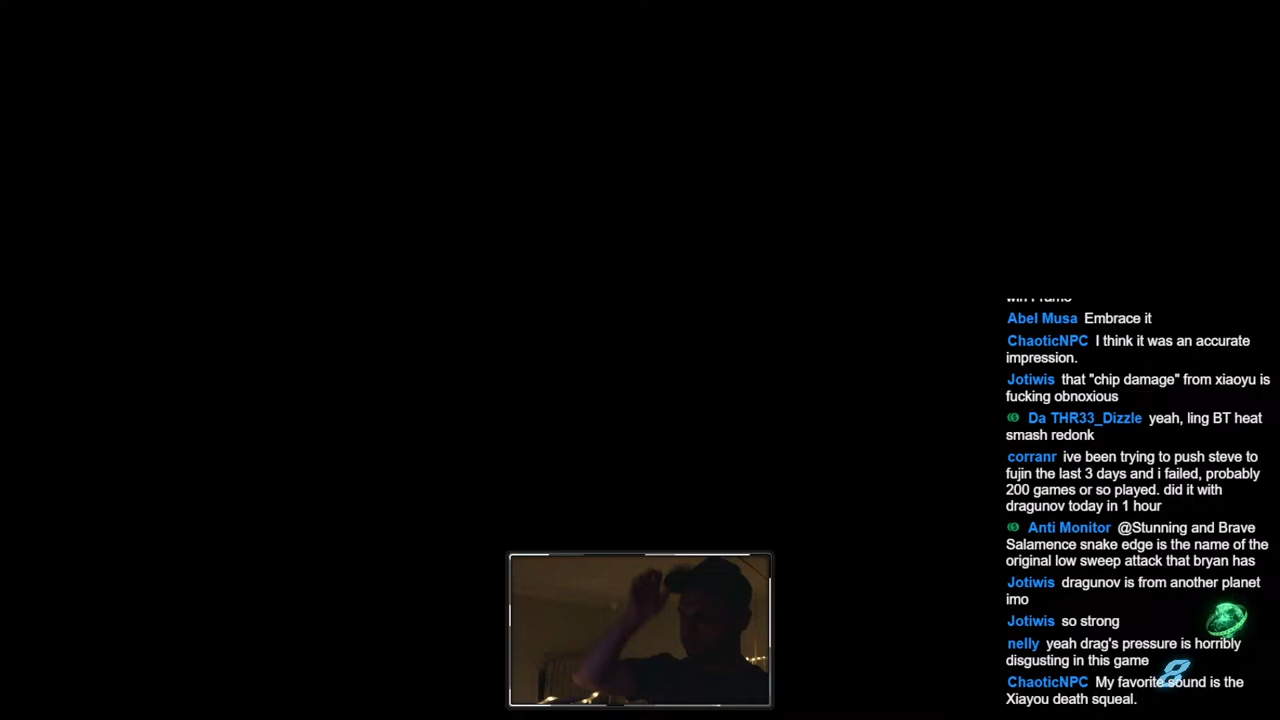 Abel Musa Embrace it
ChaoticNPC I think it was an accurate
impression.
Jotiwis that "chip damage" from xiaoyu is
fucking obnoxious
Da THR33_Dizzle yeah, ling BT heat
smash redonk
corranr ive been trying to push steve to
fujin the last 3 days and i failed, probably
200 games or so played. did it with
dragunov today in 1 hour
Anti Monitor @Stunning and Brave
Salamence snake edge is the name of the
original low sweep attack that bryan has
Jotiwis dragunov is from another planet
imo
Jotiwis so strong
nelly yeah drag's pressure is horribly
disgusting in this game
8
ChaoticNPC My favorite sound is the
Xiayou death squeal.